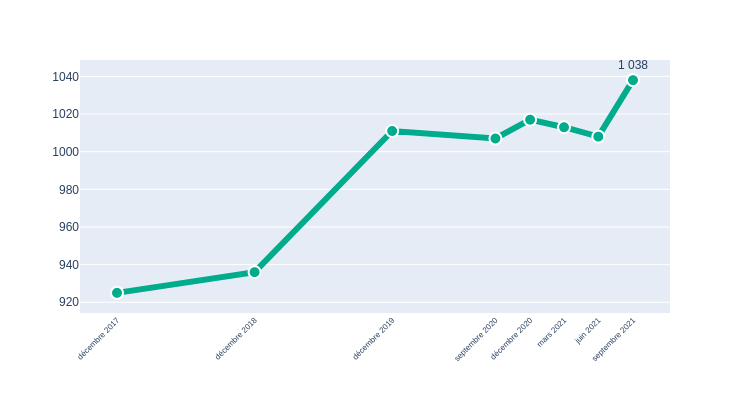 1 038
1040
1020
1000
980
960
940
920
décembre 2017
décembre 2018
décembre 2019
septembre 2020
décembre 2020
mars 2021
juin 2021
septembre 2021